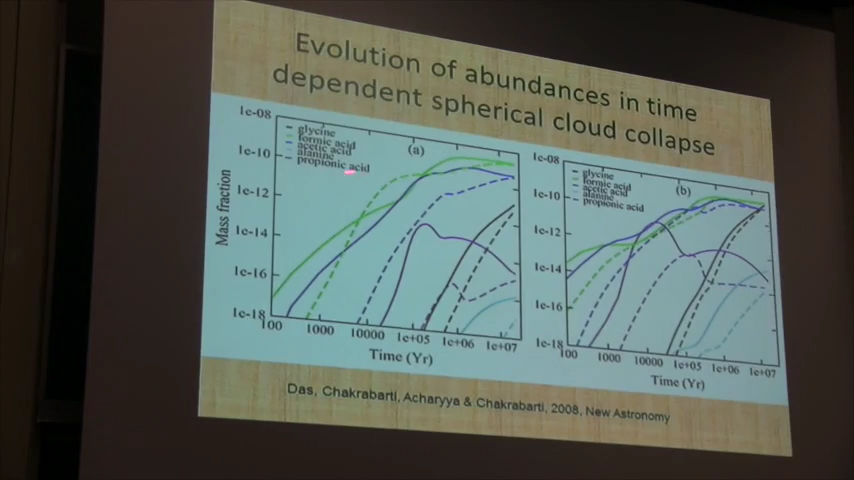 Evolution of abundances in time
dependent spherical cloud collapse
1e-08
1e-10
1e-12
1e-14
1e-16
1e-18
Mass fraction
glycine
formic acid
acetic acid
alanine
propionic acid
(a)
100
1000
10000
1e+05
1e+06
1e+07
Time (Yr)
1e-08
1e-10
1e-12
1e-14
1e-16
1e-18
glycine
formic acid
acetic acid
alanine
propionic acid
(b)
100
1000
10000
1e+05
1e+06
1e+07
Time (Yr)
Das, Chakrabarti, Acharyya & Chakrabarti, 2008, New Astronomy